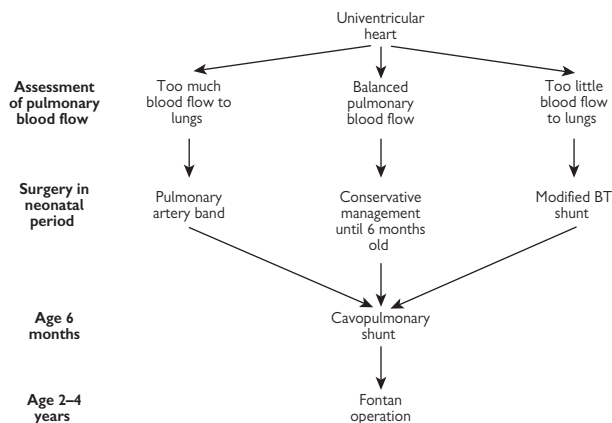 Univentricular
heart
Assessment
of pulmonary
blood flow
Too much
blood flow to
lungs
Balanced
pulmonary
blood flow
Too little
blood flow
to lungs
Surgery in
neonatal
period
Pulmonary
artery band
Conservative
management
until 6 months
old
Modified BT
shunt
Age 6
months
Cavopulmonary
shunt
Age 2–4
years
Fontan
operation